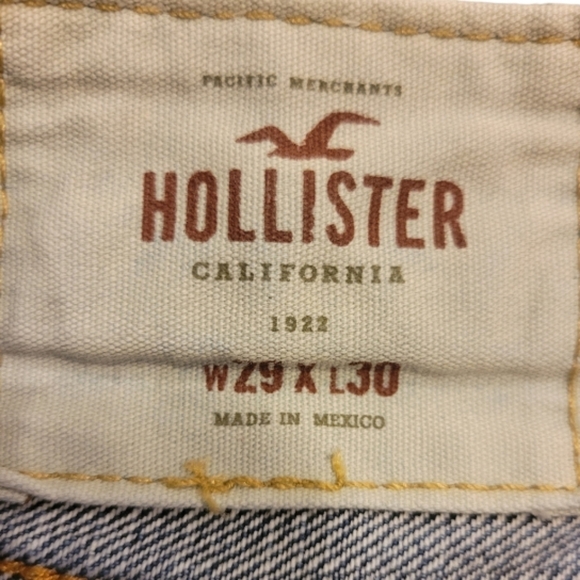 PACIFIC MERCHANTS
HOLLISTER
CALIFORNIA
1922
W29 X L30
MADE IN MEXICO